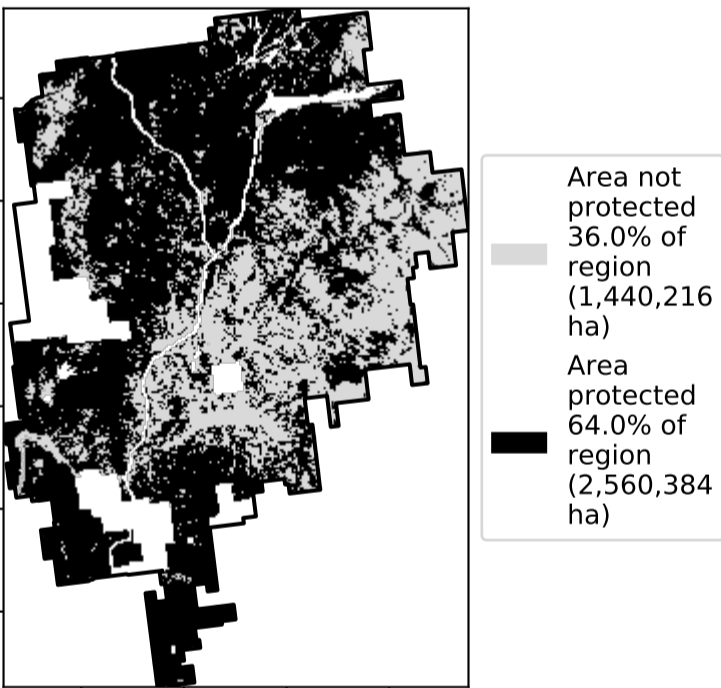 Area not
protected
36.0% of
region
(1,440,216
ha)
Area
protected
64.0% of
region
(2,560,384
ha)